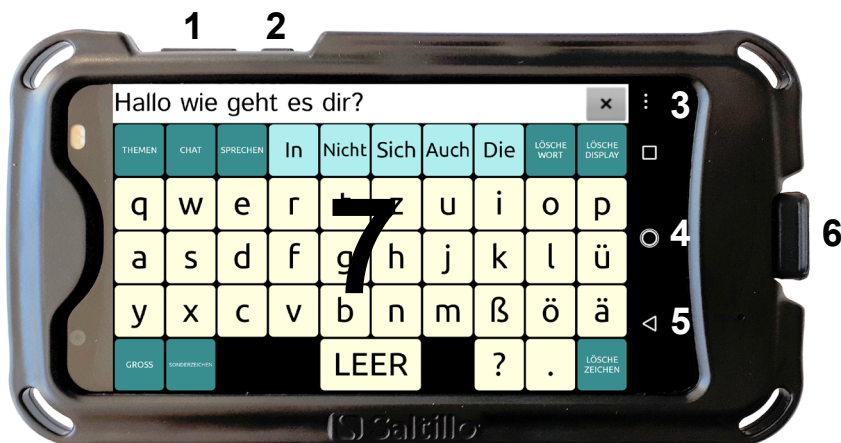 1 2
Hallo wie geht es dir? × 3
THEMEN CHAT SPRECHEN In Nicht Sich Auch Die LÖSCHE WORT LÖSCHE DISPLAY
q w e r t z u i o p
7
4
6
a s d f g h j k l ü
y x c v b n m ß ö ä
5
GROSS SONDERZEICHEN LEER ? . LÖSCHE ZEICHEN
Saltillo